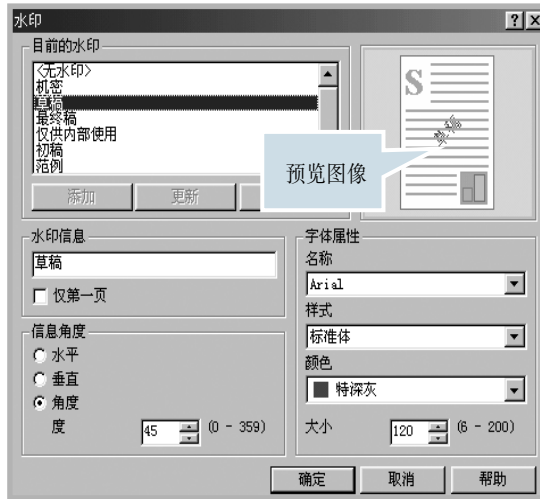 水印
目前的水印
<无水印>
机密
草稿
最终稿
仅供内部使用
初稿
范例
添加
更新
S
草稿
预览图像
水印信息
草稿
仅第一页
信息角度
水平
垂直
角度
度
45
(0 - 359)
字体属性
名称
Arial
样式
标准体
颜色
特深灰
大小
120
(6 - 200)
确定
取消
帮助